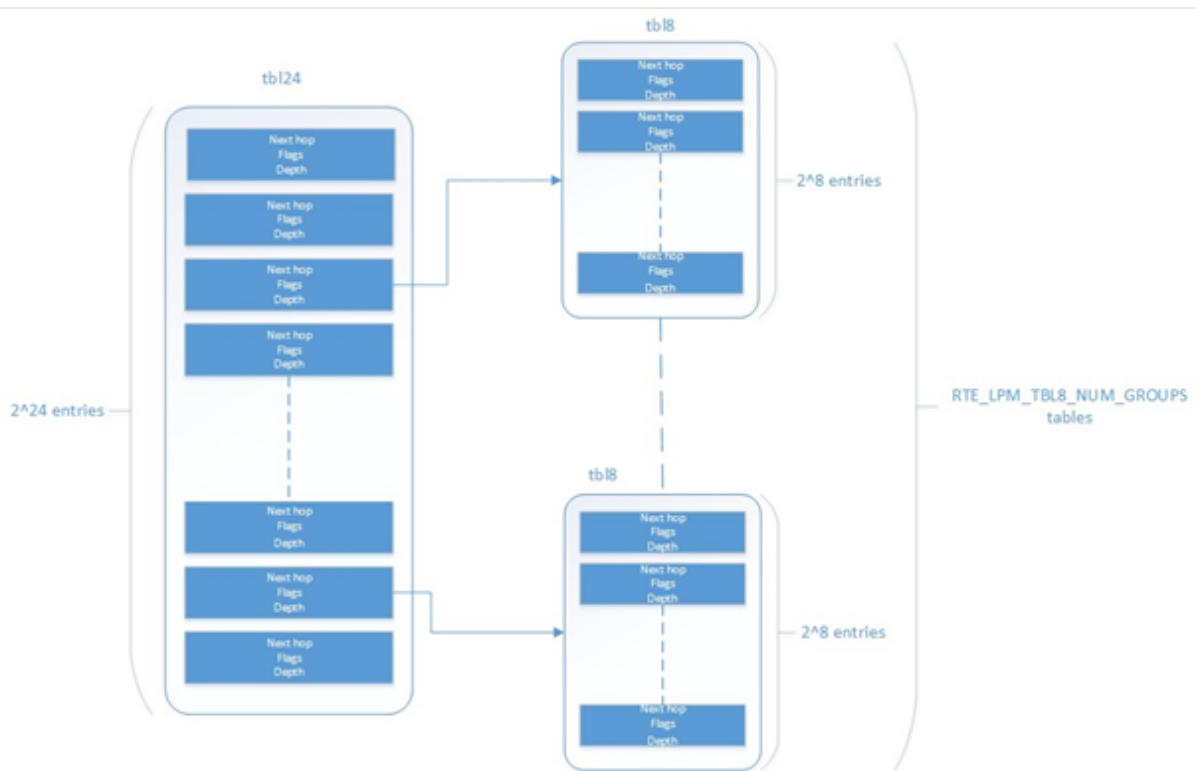 tbl24
Next hop
Flags
Depth
Next hop
Flags
Depth
Next hop
Flags
Depth
Next hop
Flags
Depth
Next hop
Flags
Depth
Next hop
Flags
Depth
Next hop
Flags
Depth
2^24 entries
tbl8
Next hop
Flags
Depth
Next hop
Flags
Depth
Next hop
Flags
Depth
2^8 entries
tbl8
Next hop
Flags
Depth
Next hop
Flags
Depth
Next hop
Flags
Depth
2^8 entries
RTE_LPM_TBL8_NUM_GROUPS
tables